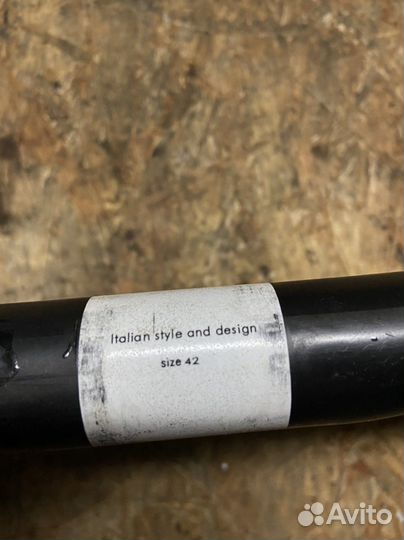 Italian style and design
size 42
Avito